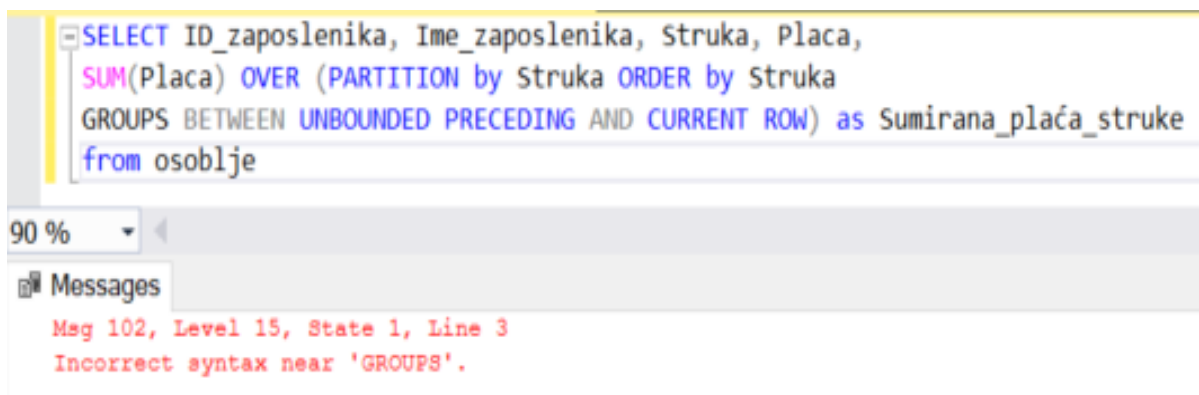 SELECT ID_zaposlenika, Ime_zaposlenika, Struka, Placa,
SUM(Placa) OVER (PARTITION by Struka ORDER by Struka
GROUPS BETWEEN UNBOUNDED PRECEDING AND CURRENT ROW) as Sumirana_plaća_struke
from osoblje
90 %
Messages
Msg 102, Level 15, State 1, Line 3
Incorrect syntax near 'GROUPS'.